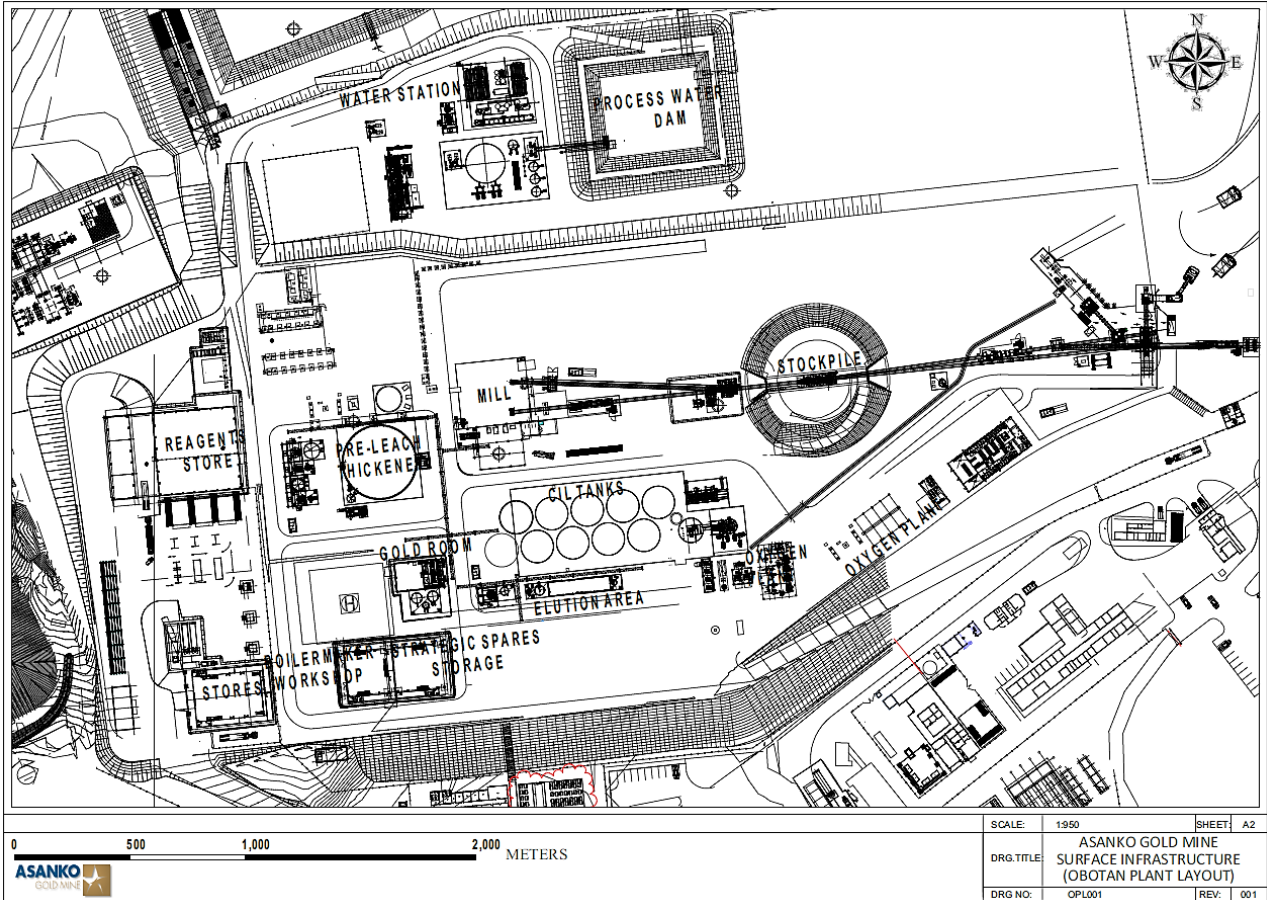 N
W E
S
WATER STATION
PROCESS WATER
DAM
STOCKPILE
MILL
REAGENTS
STORE
PRE-LEACH
HICKENE
CIL TANKS
GOLD ROOM
OXYGEN
OXYGEN PLANT
ELUTION AREA
BOILERMAKER
WORKSHOP
STRATEGIC SPARES
STORAGE
STORES
H
0 500 1,000 2,000 METERS
ASANKO
GOLD MINE
SCALE: 1:950 SHEET: A2
DRG.TITLE: ASANKO GOLD MINE
SURFACE INFRASTRUCTURE
(OBOTAN PLANT LAYOUT)
DRG NO: OPL001 REV: 001